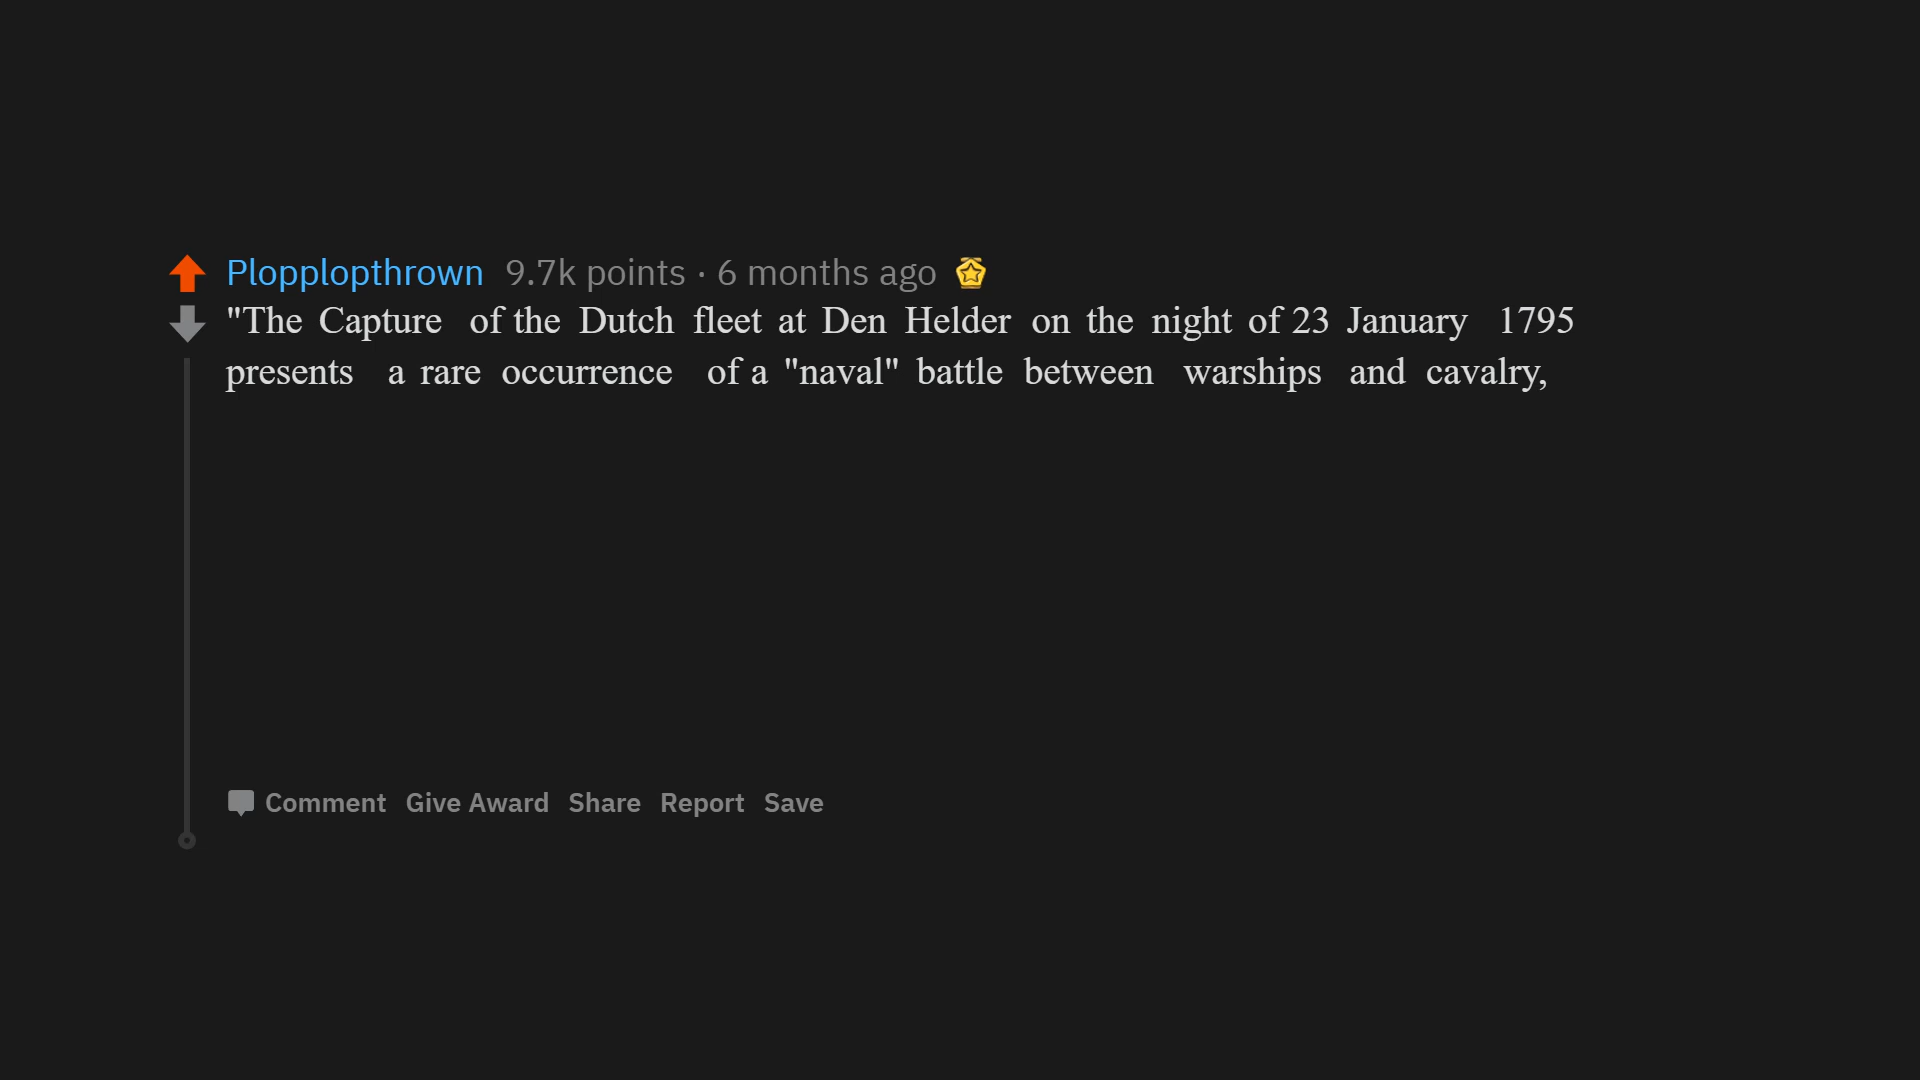 Plopplopthrown 9.7k points · 6 months ago
"The Capture of the Dutch fleet at Den Helder on the night of 23 January 1795
presents a rare occurrence of a "naval" battle between warships and cavalry,
Comment Give Award Share Report Save